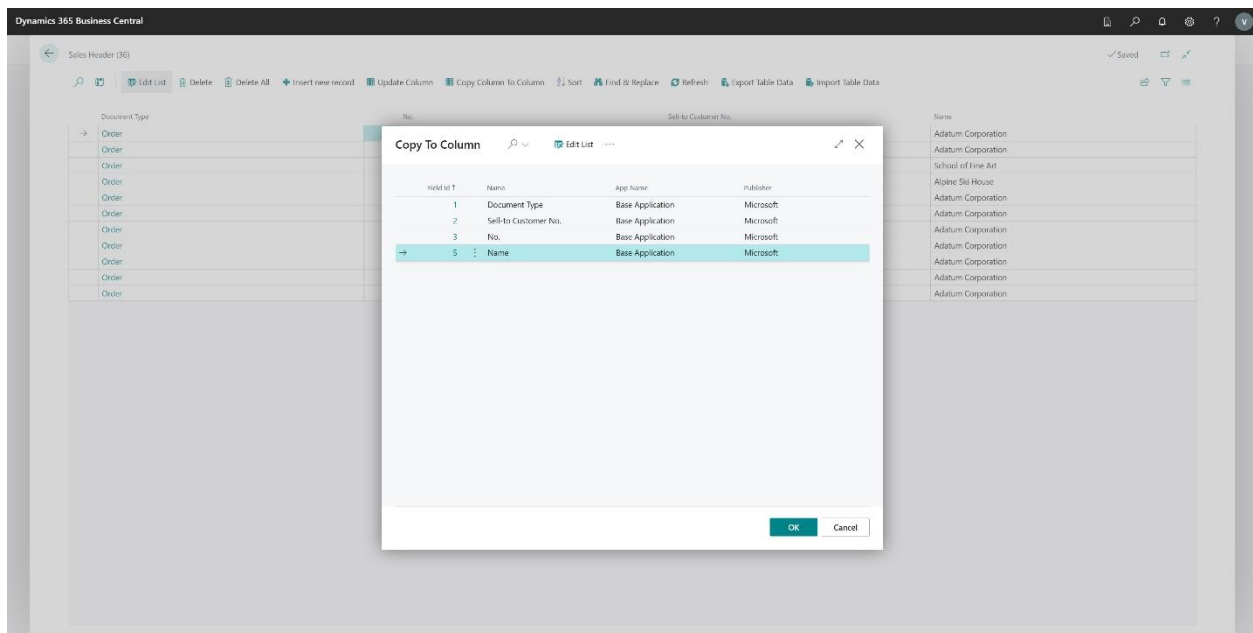 Dynamics 365 Business Central ? V
Sales Header (36) Saved
Edit List Delete Delete All Insert new record Update Column Copy Column To Column Sort Find & Replace Refresh Export Table Data Import Table Data
Document Type No. Sell-to Customer No. Name
Order Adatum Corporation
Order Adatum Corporation
Order School of Fine Art
Order Alpine Ski House
Order Adatum Corporation
Order Adatum Corporation
Order Adatum Corporation
Order Adatum Corporation
Order Adatum Corporation
Order Adatum Corporation
Order Adatum Corporation
Copy To Column Edit List ...
Field Id ↑ Name App Name Publisher
1 Document Type Base Application Microsoft
2 Sell-to Customer No. Base Application Microsoft
3 No. Base Application Microsoft
5 Name Base Application Microsoft
OK Cancel